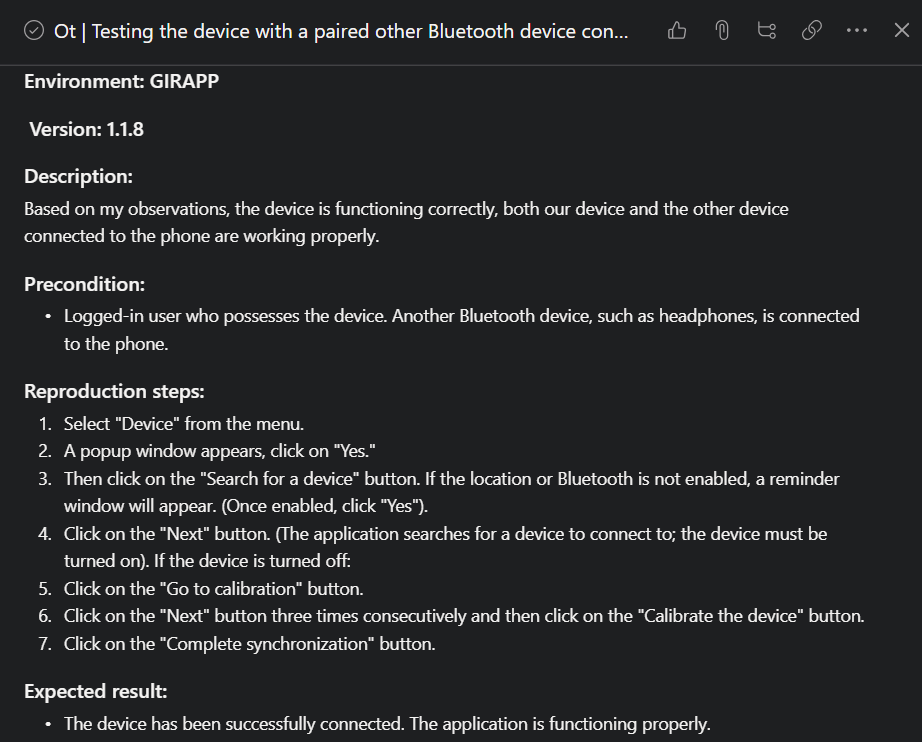 Ot | Testing the device with a paired other Bluetooth device con...
Environment: GIRAPP
Version: 1.1.8
Description:
Based on my observations, the device is functioning correctly, both our device and the other device
connected to the phone are working properly.
Precondition:
• Logged-in user who possesses the device. Another Bluetooth device, such as headphones, is connected
to the phone.
Reproduction steps:
1. Select "Device" from the menu.
2. A popup window appears, click on "Yes."
3. Then click on the "Search for a device" button. If the location or Bluetooth is not enabled, a reminder
window will appear. (Once enabled, click "Yes").
4. Click on the "Next" button. (The application searches for a device to connect to; the device must be
turned on). If the device is turned off:
5. Click on the "Go to calibration" button.
6. Click on the "Next" button three times consecutively and then click on the "Calibrate the device" button.
7. Click on the "Complete synchronization" button.
Expected result:
• The device has been successfully connected. The application is functioning properly.